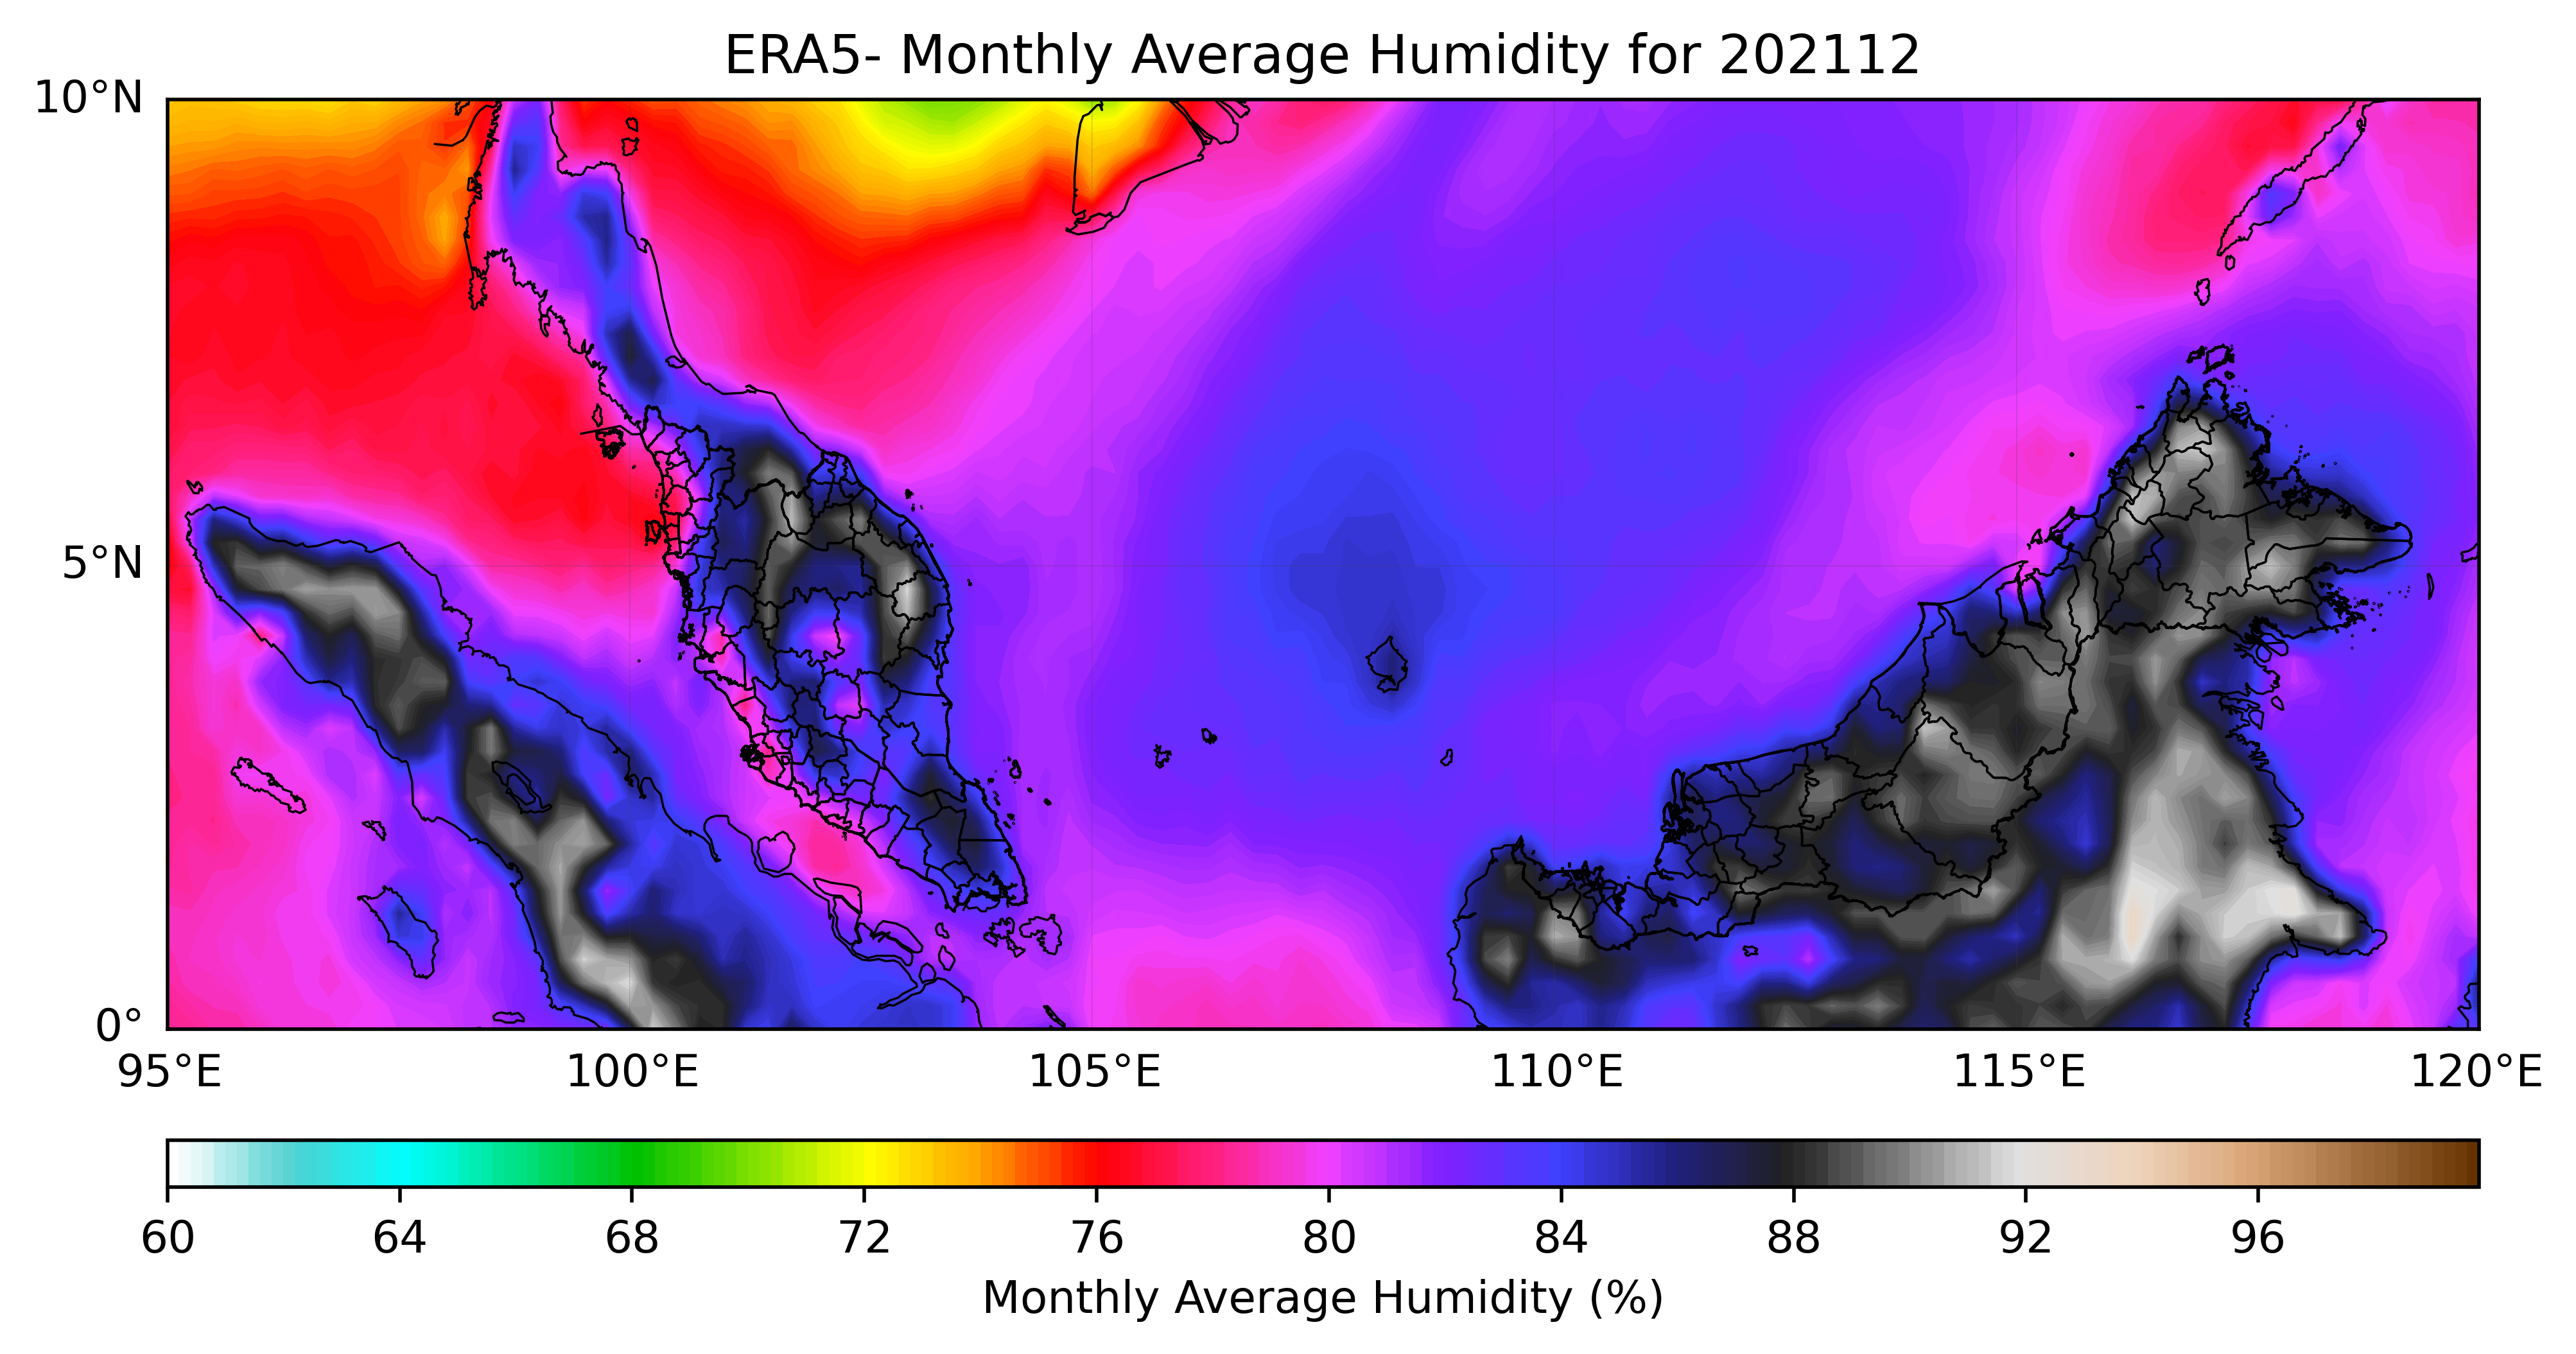 ERA5- Monthly Average Humidity for 202112
10°N
5°N
0°
95°E 100°E 105°E 110°E 115°E 120°E
60 64 68 72 76 80 84 88 92 96
Monthly Average Humidity (%)